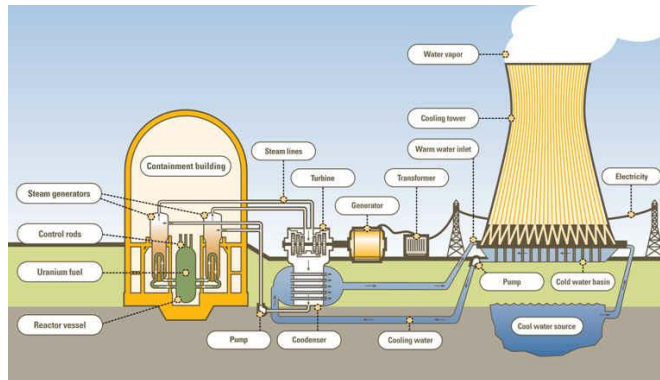 Water vapor
Cooling tower
Steam lines
Warm water inlet
Containment building
Turbine
Transformer
Electricity
Steam generators
Generator
Control rods
Uranium fuel
Pump
Cold water basin
Cool water source
Reactor vessel
Pump
Condenser
Cooling water